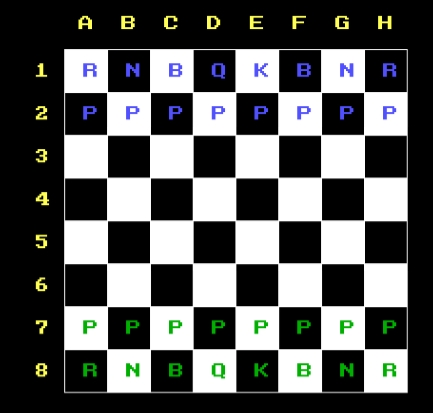 A B C D E F G H
1 R N B Q K B N R
2 P P P P P P P P
3
4
5
6
7 P P P P P P P P
8 R N B Q K B N R